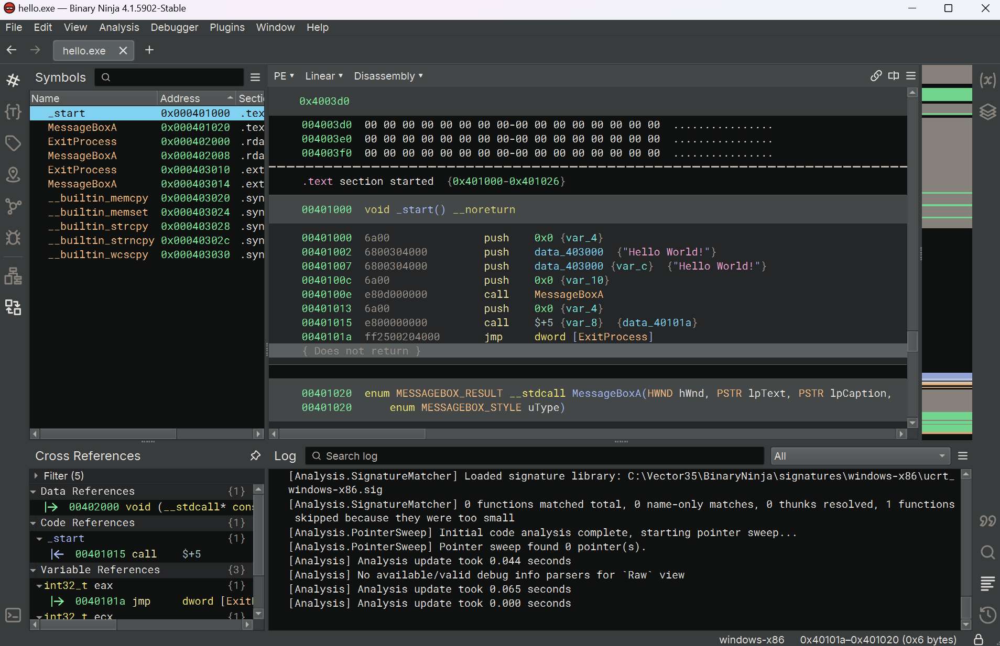 hello.exe — Binary Ninja 4.1.5902-Stable
File Edit View Analysis Debugger Plugins Window Help
hello.exe
Symbols
Name Address Secti
_start 0x000401000 .tex
MessageBoxA 0x000401020 .tex
ExitProcess 0x000402000 .rda
MessageBoxA 0x000402008 .rda
ExitProcess 0x000403010 .ext
MessageBoxA 0x000403014 .ext
__builtin_memcpy 0x000403020 .syn
__builtin_memset 0x000403024 .syn
__builtin_strcpy 0x000403028 .syn
__builtin_strncpy 0x00040302c .syn
__builtin_wcscpy 0x000403030 .syn
PE Linear Disassembly
0x4003d0
004003d0 00 00 00 00 00 00 00 00-00 00 00 00 00 00 00 00 ................
004003e0 00 00 00 00 00 00 00 00-00 00 00 00 00 00 00 00 ................
004003f0 00 00 00 00 00 00 00 00-00 00 00 00 00 00 00 00 ................
.text section started {0x401000-0x401026}
00401000 void _start() __noreturn
00401000 6a00 push 0x0 {var_4}
00401002 6800304000 push data_403000 {"Hello World!"}
00401007 6800304000 push data_403000 {var_c} {"Hello World!"}
0040100c 6a00 push 0x0 {var_10}
0040100e e80d000000 call MessageBoxA
00401013 6a00 push 0x0 {var_4}
00401015 e800000000 call $+5 {var_8} {data_40101a}
0040101a ff2500204000 jmp dword [ExitProcess]
{ Does not return }
00401020 enum MESSAGEBOX_RESULT __stdcall MessageBoxA(HWND hWnd, PSTR lpText, PSTR lpCaption,
00401020 enum MESSAGEBOX_STYLE uType)
Cross References
Filter (5)
Data References {1}
00402000 void (__stdcall* cons
Code References {1}
_start {1}
00401015 call $+5
Variable References {3}
int32_t eax {1}
0040101a jmp dword [Exit
int32_t ecx {1}
Log Search log All
[Analysis.SignatureMatcher] Loaded signature library: C:\Vector35\BinaryNinja\signatures\windows-x86\ucrt_
windows-x86.sig
[Analysis.SignatureMatcher] 0 functions matched total, 0 name-only matches, 0 thunks resolved, 1 functions
skipped because they were too small
[Analysis.PointerSweep] Initial code analysis complete, starting pointer sweep...
[Analysis.PointerSweep] Pointer sweep found 0 pointer(s).
[Analysis] Analysis update took 0.044 seconds
[Analysis] No available/valid debug info parsers for `Raw` view
[Analysis] Analysis update took 0.065 seconds
[Analysis] Analysis update took 0.000 seconds
windows-x86 0x40101a–0x401020 (0x6 bytes)